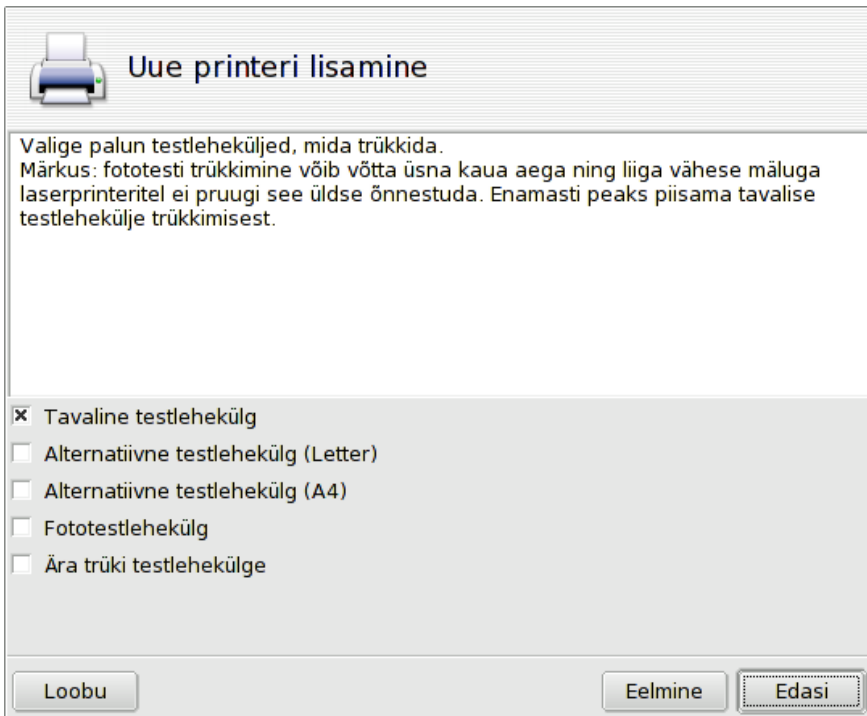 Uue printeri lisamine
Valige palun testleheküljed, mida trükkida.
Märkus: fototesti trükkimine võib võtta üsna kaua aega ning liiga vähese mäluga
laserprinteritel ei pruugi see üldse õnnestuda. Enamasti peaks piisama tavalise
testlehekülje trükkimisest.
Tavaline testlehekülg
Alternatiivne testlehekülg (Letter)
Alternatiivne testlehekülg (A4)
Fototestlehekülg
Ära trüki testlehekülge
Loobu Eelmine Edasi